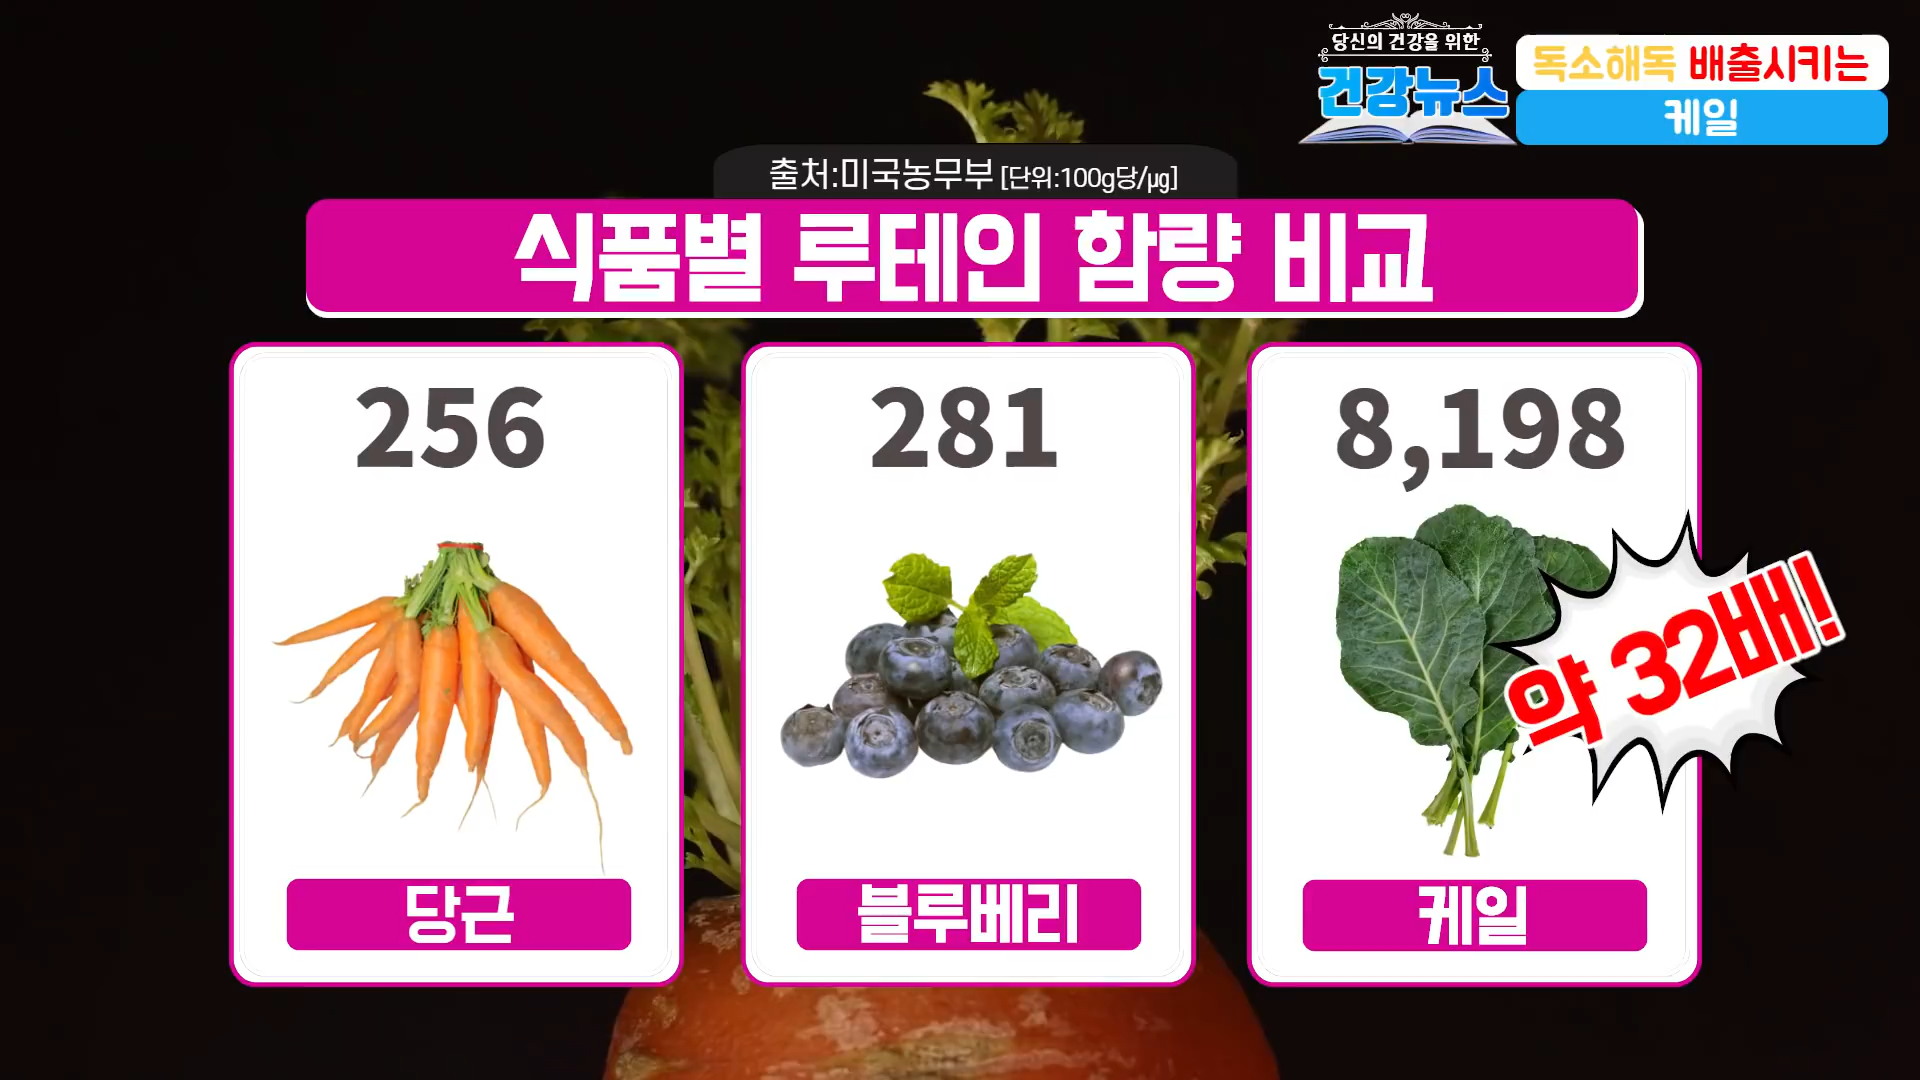 당신의 건강을 위한
건강뉴스
독소해독 배출시키는
케일
출처:미국농무부 [단위:100g당/㎍]
식품별 루테인 함량 비교
256
281
8,198
약 32배!
당근
블루베리
케일